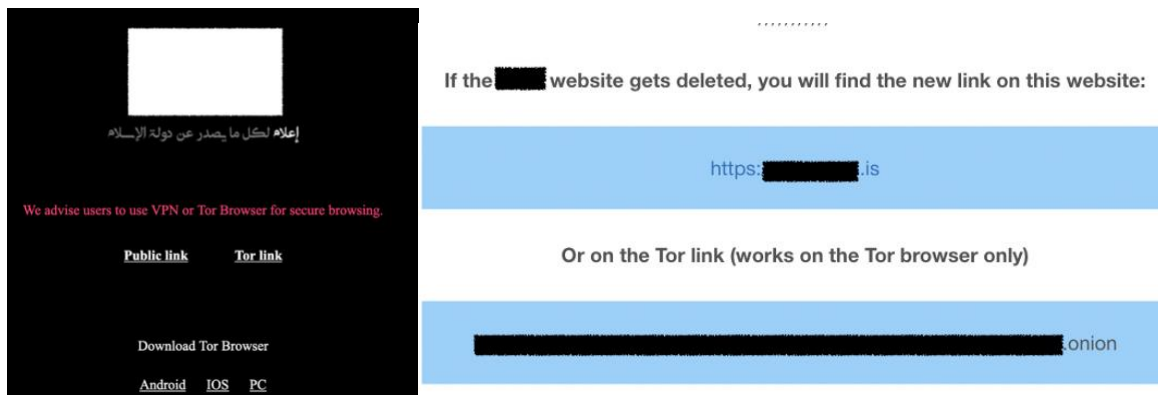 إعلام لكل ما يصدر عن دولة الإسلام
We advise users to use VPN or Tor Browser for secure browsing.
Public link Tor link
Download Tor Browser
Android IOS PC
If the website gets deleted, you will find the new link on this website:
https: .is
Or on the Tor link (works on the Tor browser only)
.onion